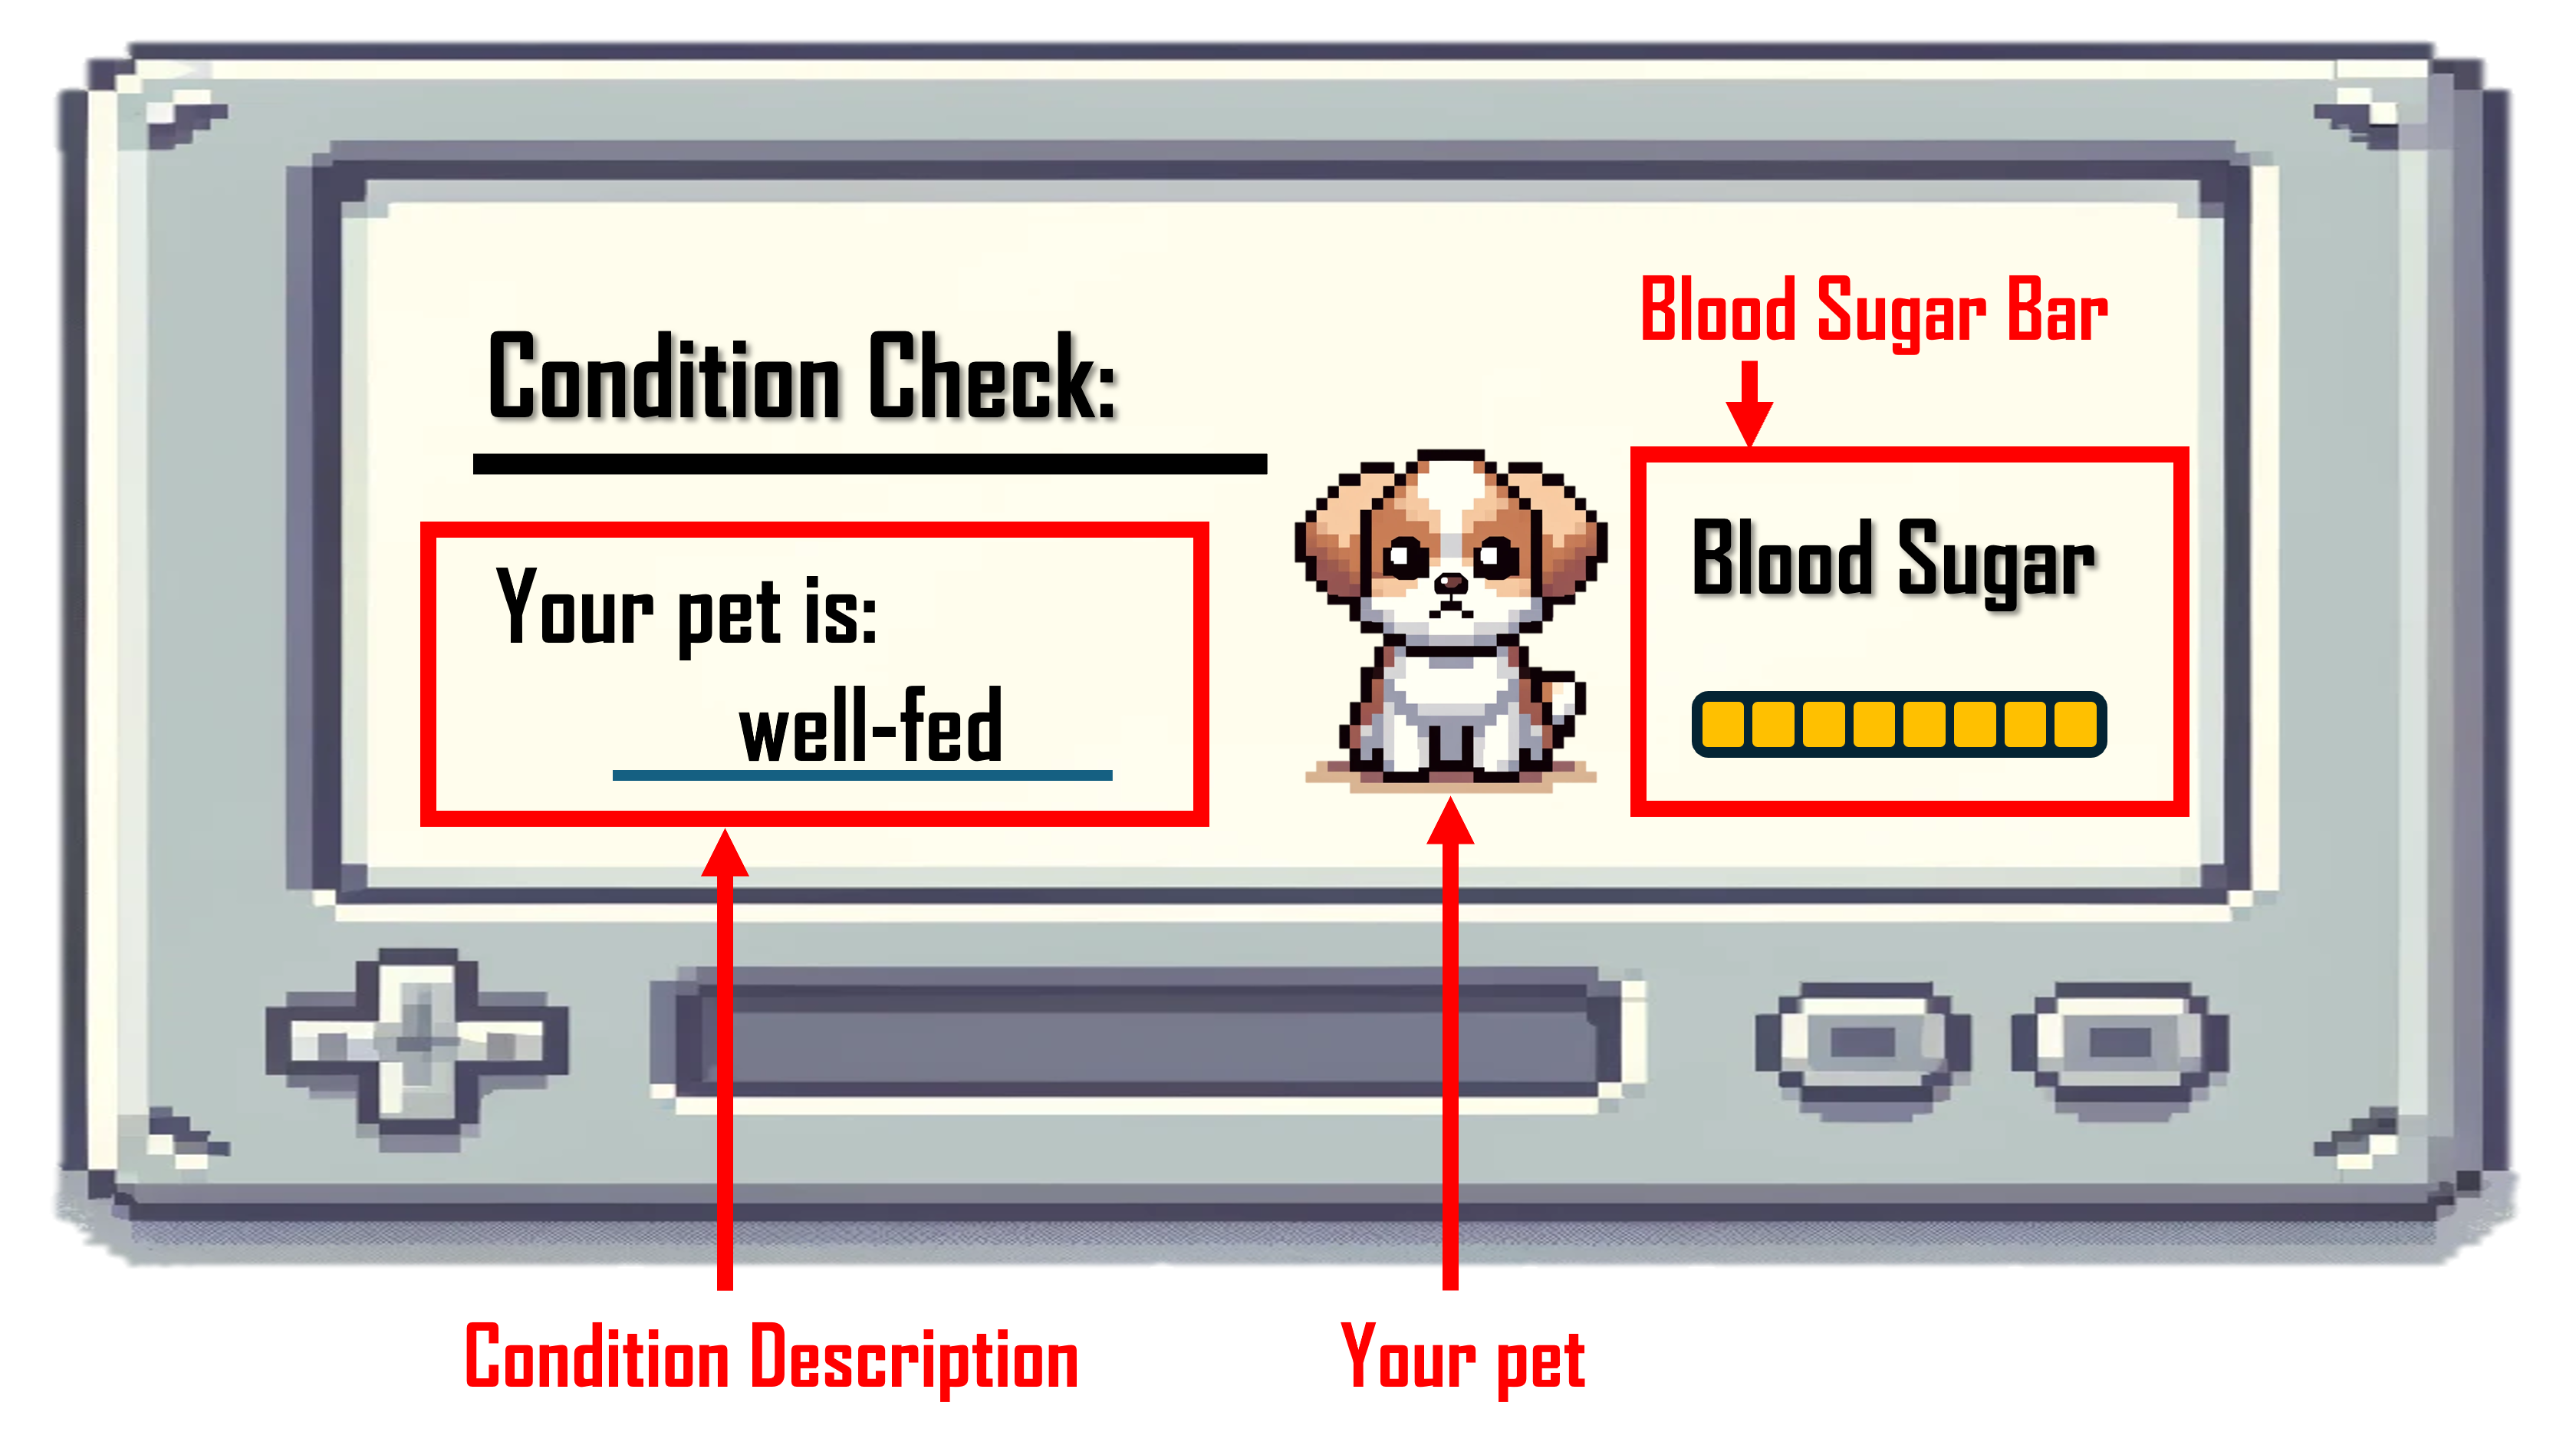 Blood Sugar Bar
Condition Check:
Your pet is:
well-fed
Blood Sugar
Condition Description
Your pet